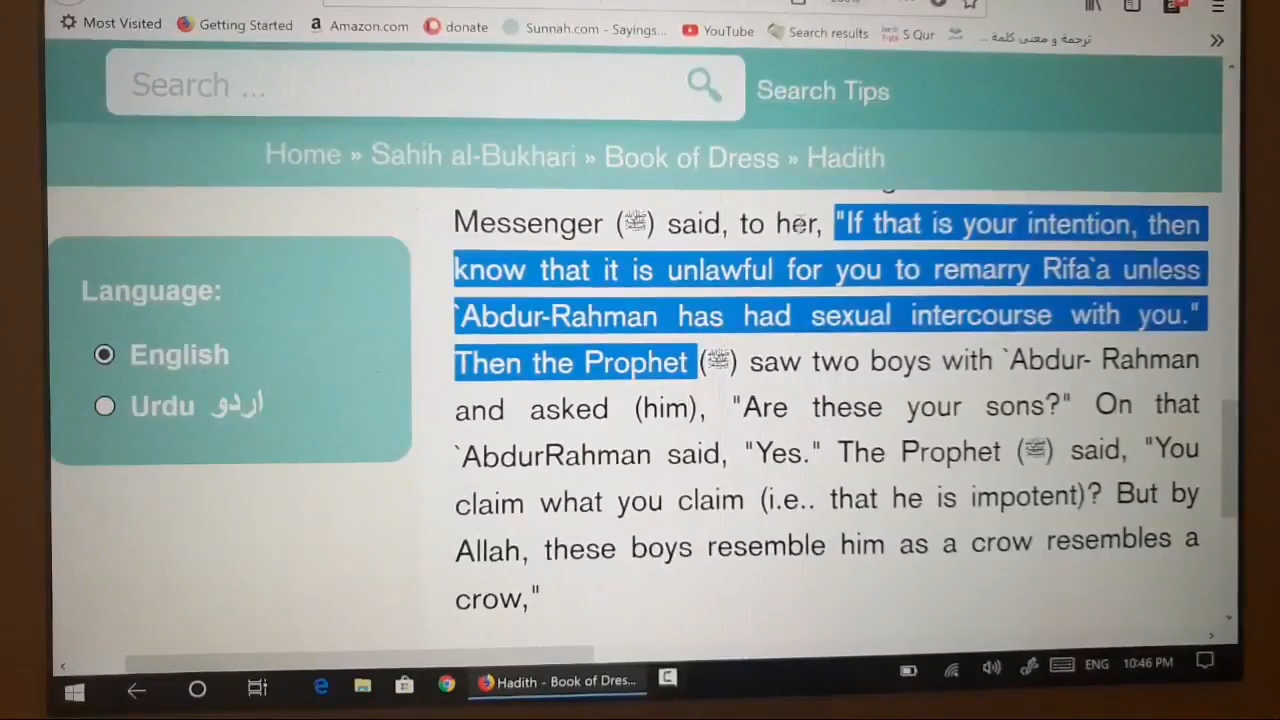 Most Visited Getting Started Amazon.com donate Sunnah.com - Sayings... YouTube Search results S Qur ترجمة و معنى كلمة ... »
Search ... Search Tips
Home » Sahih al-Bukhari » Book of Dress » Hadith
Messenger (ﷺ) said, to her, "If that is your intention, then
know that it is unlawful for you to remarry Rifa`a unless
`Abdur-Rahman has had sexual intercourse with you."
Then the Prophet (ﷺ) saw two boys with `Abdur- Rahman
and asked (him), "Are these your sons?" On that
`AbdurRahman said, "Yes." The Prophet (ﷺ) said, "You
claim what you claim (i.e.. that he is impotent)? But by
Allah, these boys resemble him as a crow resembles a
crow,"
Language:
English
Urdu اردو
Hadith - Book of Dres... ENG 10:46 PM